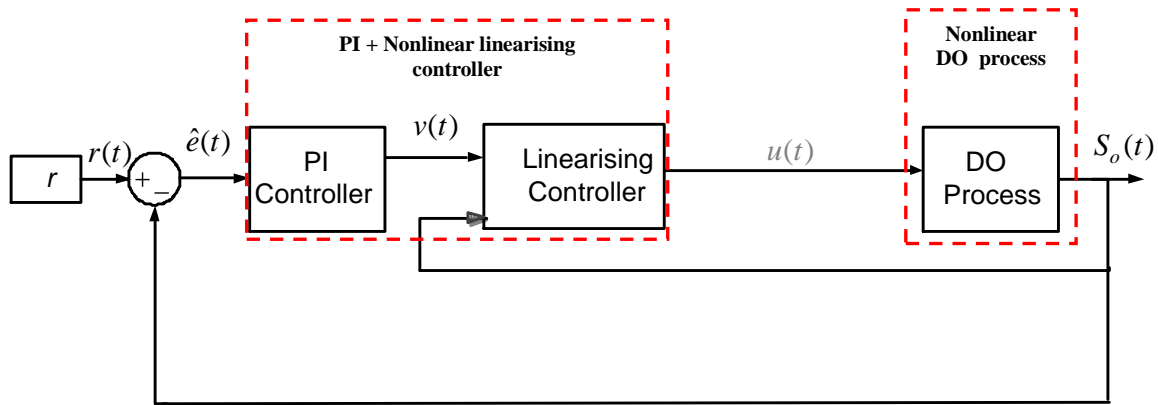 PI + Nonlinear linearising
controller
Nonlinear
DO process
r
r(t)
+
−
ê(t)
PI
Controller
v(t)
Linearising
Controller
u(t)
DO
Process
S_o(t)